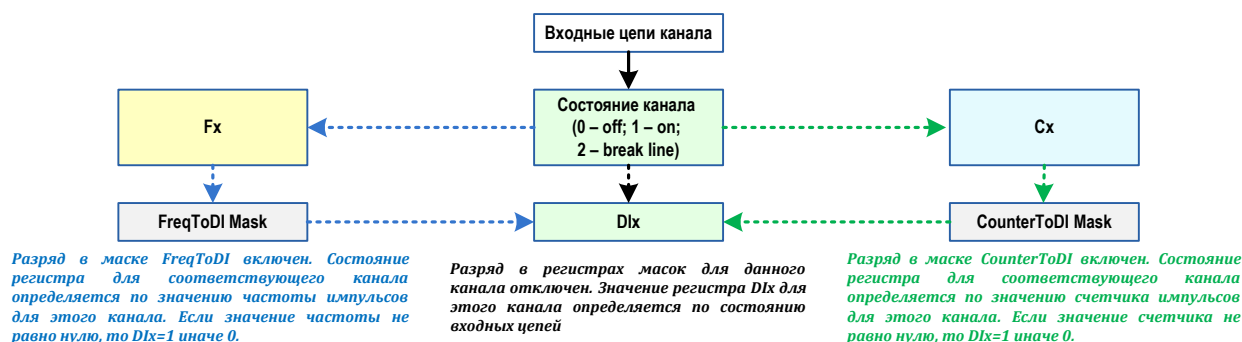 Входные цепи канала
Fx
Состояние канала
(0 – off; 1 – on;
2 – break line)
Cx
FreqToDI Mask
DIx
CounterToDI Mask
Разряд в маске FreqToDI включен. Состояние
регистра для соответствующего канала
определяется по значению частоты импульсов
для этого канала. Если значение частоты не
равно нулю, то DIx=1 иначе 0.
Разряд в регистрах масок для данного
канала отключен. Значение регистра DIx для
этого канала определяется по состоянию
входных цепей
Разряд в маске CounterToDI включен. Состояние
регистра для соответствующего канала
определяется по значению счетчика импульсов
для этого канала. Если значение счетчика не
равно нулю, то DIx=1 иначе 0.